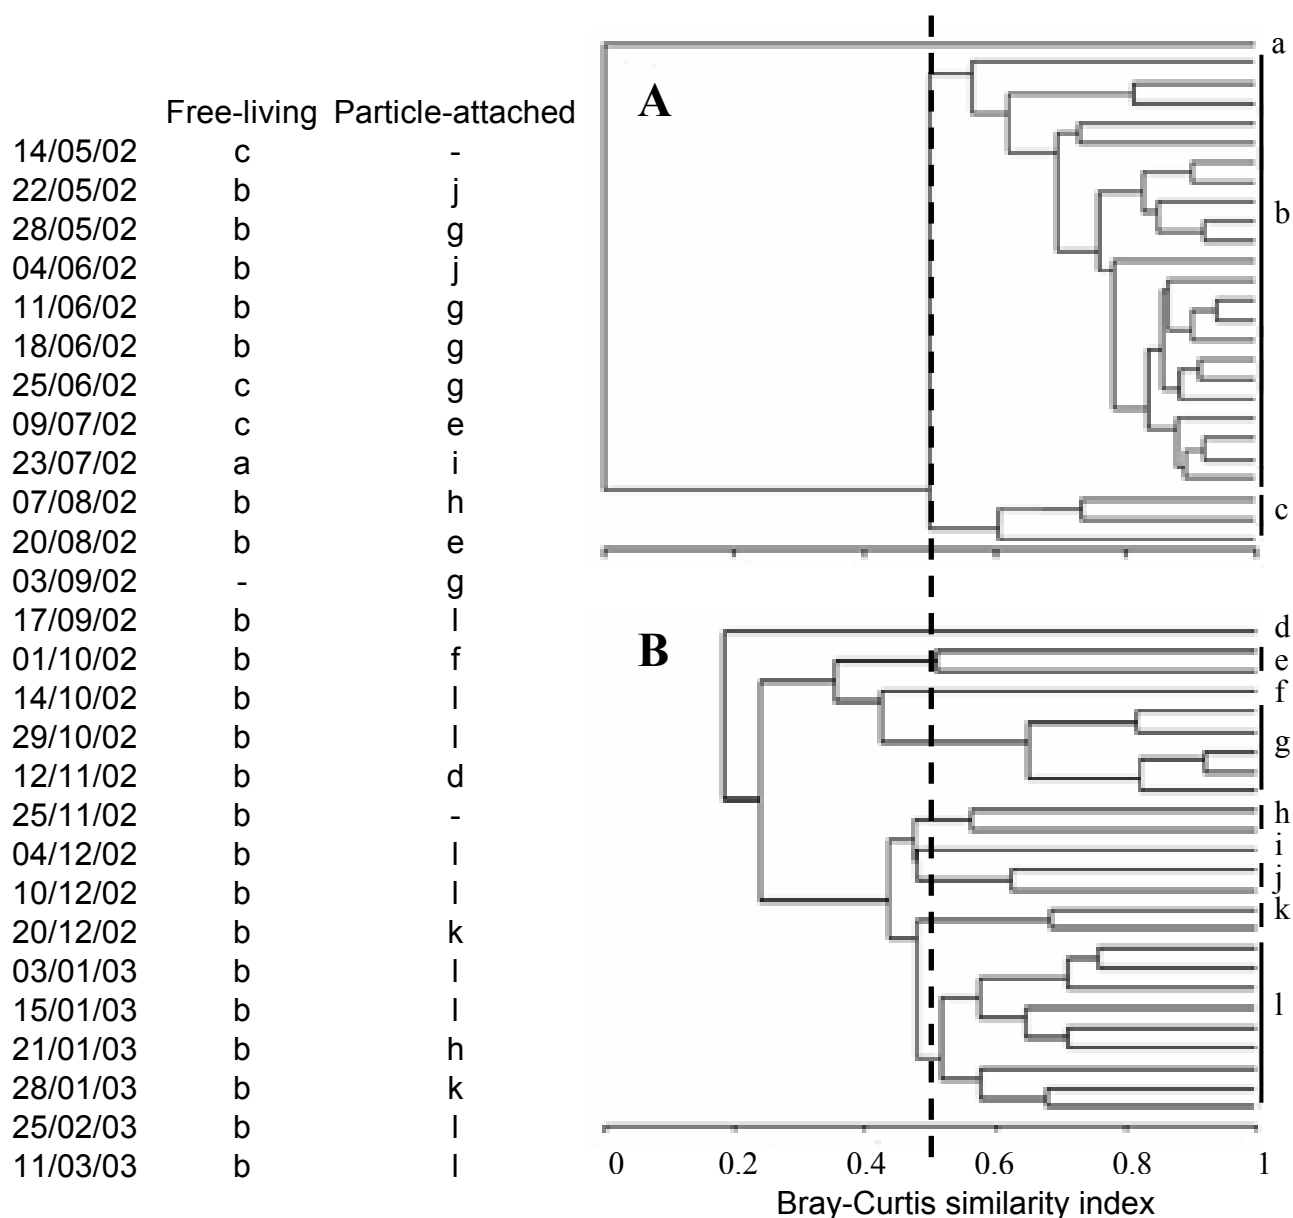 Free-living Particle-attached
14/05/02 c -
22/05/02 b j
28/05/02 b g
04/06/02 b j
11/06/02 b g
18/06/02 b g
25/06/02 c g
09/07/02 c e
23/07/02 a i
07/08/02 b h
20/08/02 b e
03/09/02 - g
17/09/02 b l
01/10/02 b f
14/10/02 b l
29/10/02 b l
12/11/02 b d
25/11/02 b -
04/12/02 b l
10/12/02 b l
20/12/02 b k
03/01/03 b l
15/01/03 b l
21/01/03 b h
28/01/03 b k
25/02/03 b l
11/03/03 b l
A
a
b
c
B
d
e
f
g
h
i
j
k
l
0 0.2 0.4 0.6 0.8 1
Bray-Curtis similarity index